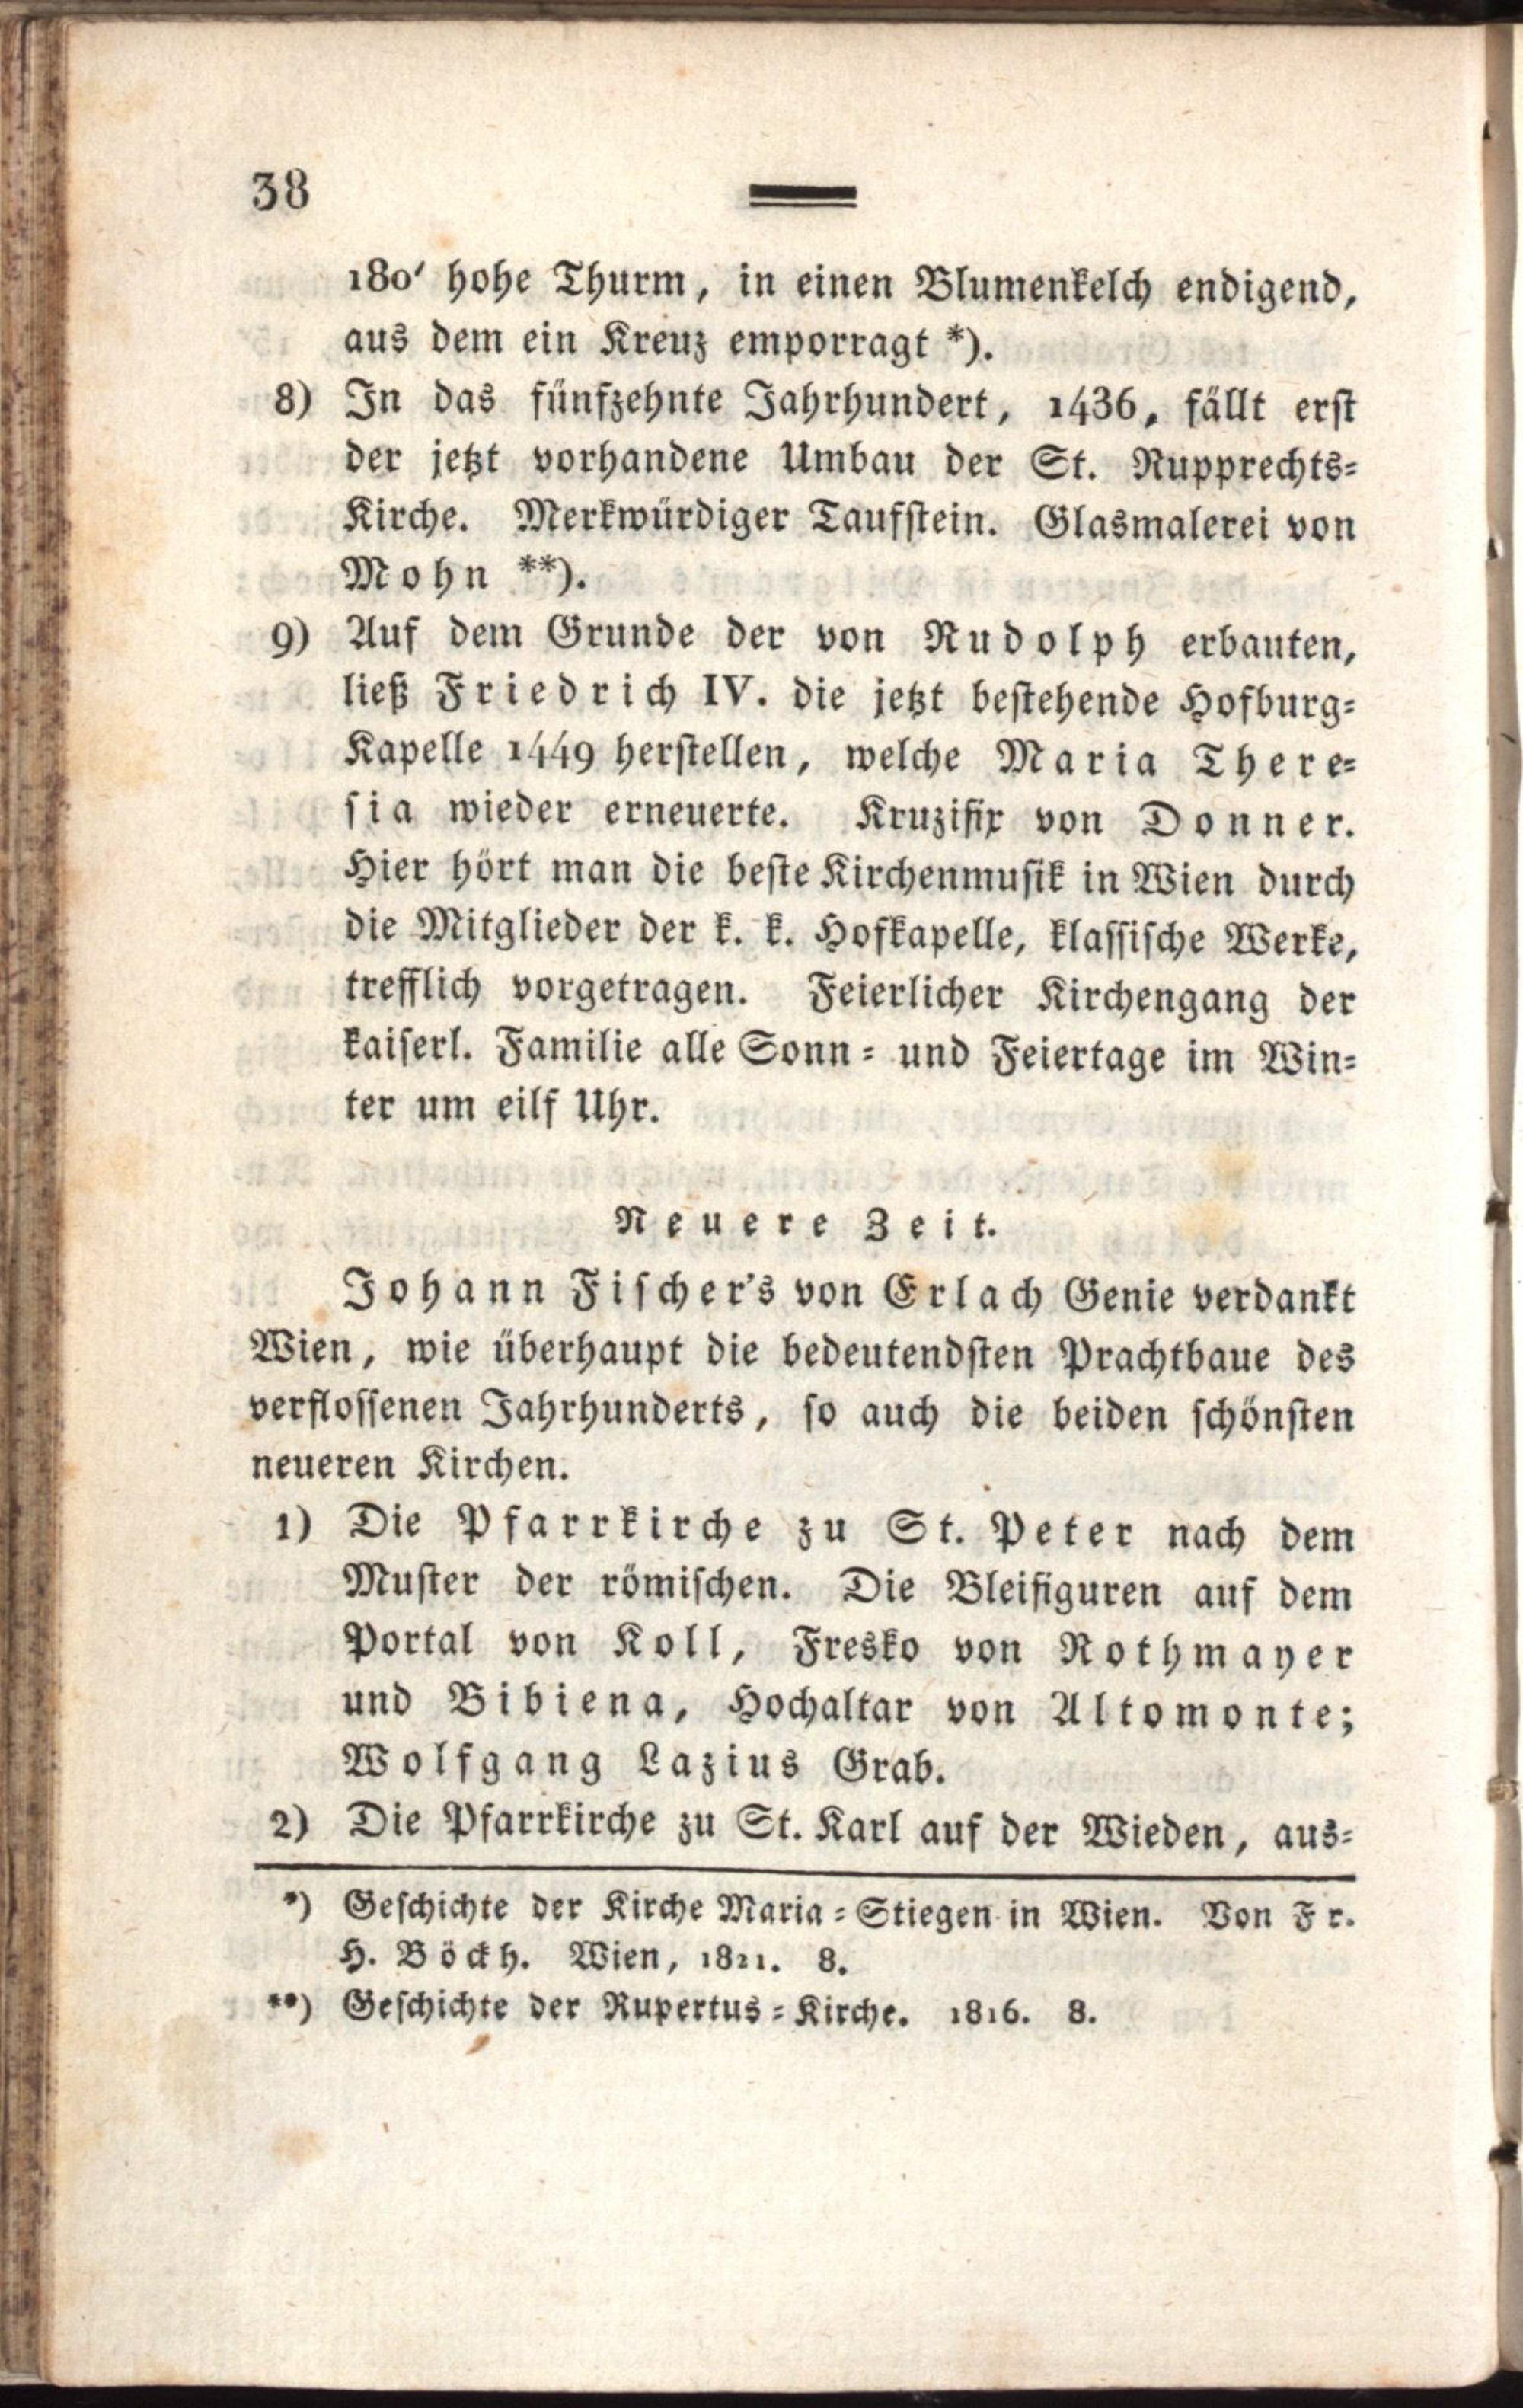 38
180' hohe Thurm, in einen Blumenkelch endigend,
aus dem ein Kreuz emporragt *).
8) In das fünfzehnte Jahrhundert, 1436, fällt erst
der jetzt vorhandene Umbau der St. Rupprechts=
Kirche. Merkwürdiger Taufstein. Glasmalerei von
Mohn **).
9) Auf dem Grunde der von Rudolph erbauten,
ließ Friedrich IV. die jetzt bestehende Hofburg=
Kapelle 1449 herstellen, welche Maria There=
sia wieder erneuerte. Kruzifix von Donner.
Hier hört man die beste Kirchenmusik in Wien durch
die Mitglieder der k. k. Hofkapelle, klassische Werke,
trefflich vorgetragen. Feierlicher Kirchengang der
kaiserl. Familie alle Sonn= und Feiertage im Win=
ter um eilf Uhr.
Neuere Zeit.
Johann Fischer's von Erlach Genie verdankt
Wien, wie überhaupt die bedeutendsten Prachtbaue des
verflossenen Jahrhunderts, so auch die beiden schönsten
neueren Kirchen.
1) Die Pfarrkirche zu St. Peter nach dem
Muster der römischen. Die Bleifiguren auf dem
Portal von Koll, Fresko von Rothmayer
und Bibiena, Hochaltar von Altomonte;
Wolfgang Lazius Grab.
2) Die Pfarrkirche zu St. Karl auf der Wieden, aus=
*) Geschichte der Kirche Maria=Stiegen in Wien. Von Fr.
H. Böckh. Wien, 1821. 8.
**) Geschichte der Rupertus=Kirche. 1816. 8.